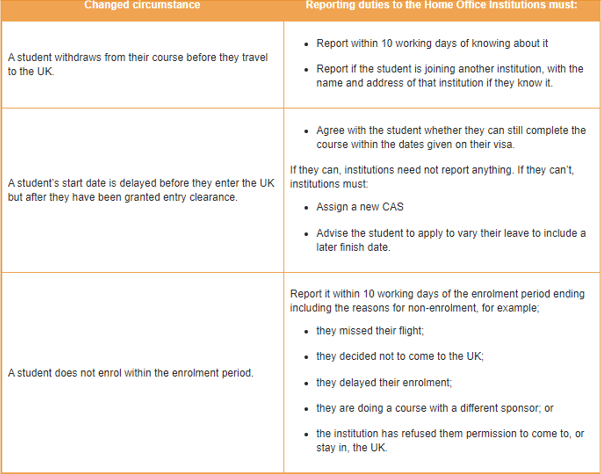 Changed circumstance
Reporting duties to the Home Office Institutions must:
A student withdraws from their course before they travel
to the UK.
• Report within 10 working days of knowing about it
• Report if the student is joining another institution, with the
name and address of that institution if they know it.
A student's start date is delayed before they enter the UK
but after they have been granted entry clearance.
• Agree with the student whether they can still complete the
course within the dates given on their visa.
If they can, institutions need not report anything. If they can't,
institutions must:
• Assign a new CAS
• Advise the student to apply to vary their leave to include a
later finish date.
A student does not enrol within the enrolment period.
Report it within 10 working days of the enrolment period ending
including the reasons for non-enrolment, for example;
• they missed their flight;
• they decided not to come to the UK;
• they delayed their enrolment;
• they are doing a course with a different sponsor; or
• the institution has refused them permission to come to, or
stay in, the UK.